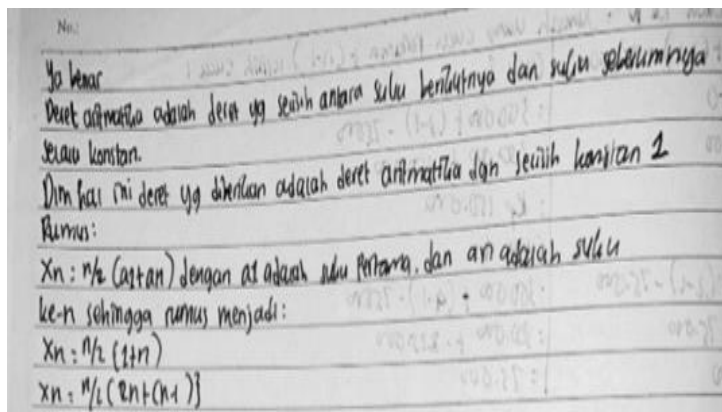 No.:
Ya benar
Deret aritmatika adalah deret yg selisih antara suku berikutnya dan suku sebelumnya
selalu konstan.
Dlm hal ini deret yg diberikan adalah deret aritmatika dgn selisih konstan 1
Rumus:
Xn = n/2 (a1+an) dengan a1 adalah suku pertama, dan an adalah suku
ke-n sehingga rumus menjadi:
Xn = n/2 (1+n)
Xn = n/2 (2n+(n-1)}